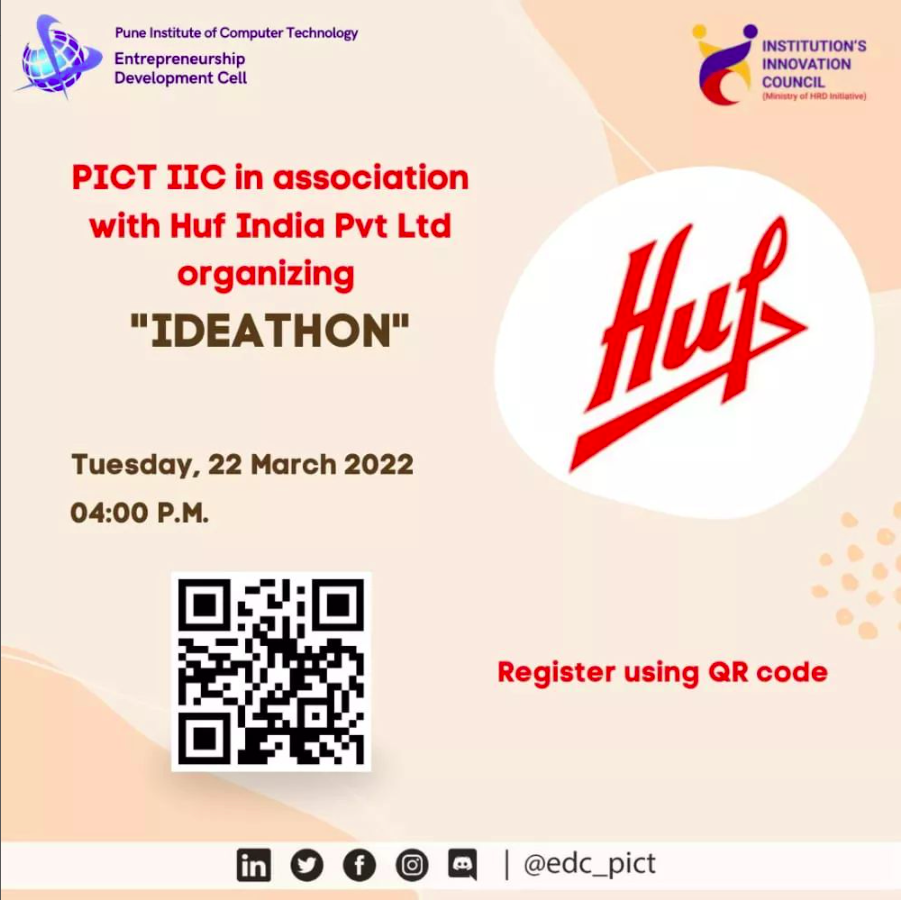 Pune Institute of Computer Technology
Entrepreneurship
Development Cell
INSTITUTION'S
INNOVATION
COUNCIL
(Ministry of HRD Initiative)
PICT IIC in association
with Huf India Pvt Ltd
organizing
"IDEATHON"
Huf
Tuesday, 22 March 2022
04:00 P.M.
Register using QR code
in
f
| @edc_pict